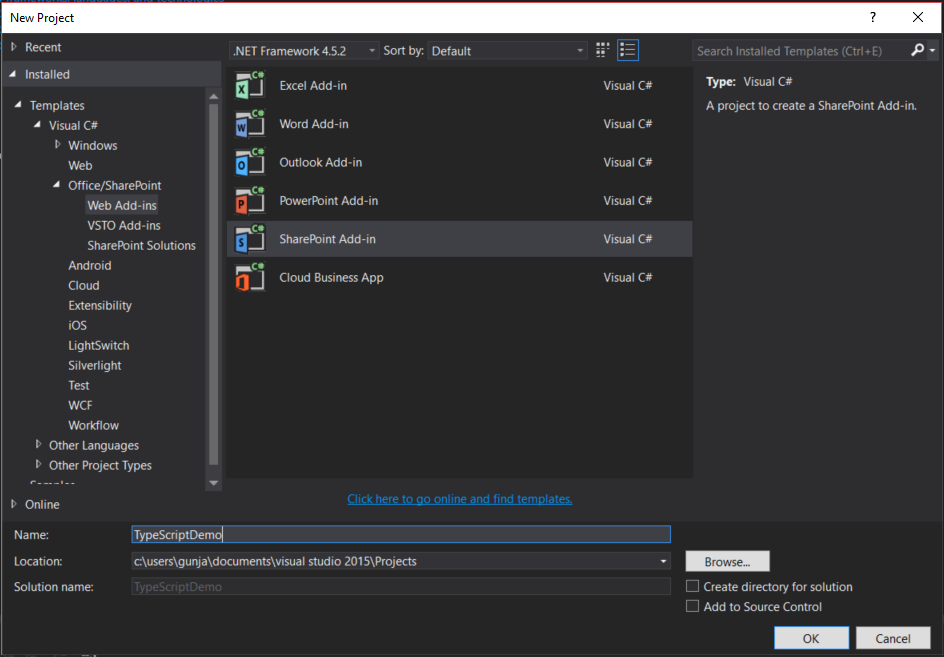 New Project
?
Recent
.NET Framework 4.5.2
Sort by:
Default
Search Installed Templates (Ctrl+E)
Installed
Templates
Visual C#
Windows
Web
Office/SharePoint
Web Add-ins
VSTO Add-ins
SharePoint Solutions
Android
Cloud
Extensibility
iOS
LightSwitch
Silverlight
Test
WCF
Workflow
Other Languages
Other Project Types
Samples
Online
Excel Add-in Visual C#
Word Add-in Visual C#
Outlook Add-in Visual C#
PowerPoint Add-in Visual C#
SharePoint Add-in Visual C#
Cloud Business App Visual C#
Type: Visual C#
A project to create a SharePoint Add-in.
Click here to go online and find templates.
Name: TypeScriptDemo
Location: c:\users\gunja\documents\visual studio 2015\Projects
Browse...
Solution name: TypeScriptDemo
Create directory for solution
Add to Source Control
OK
Cancel